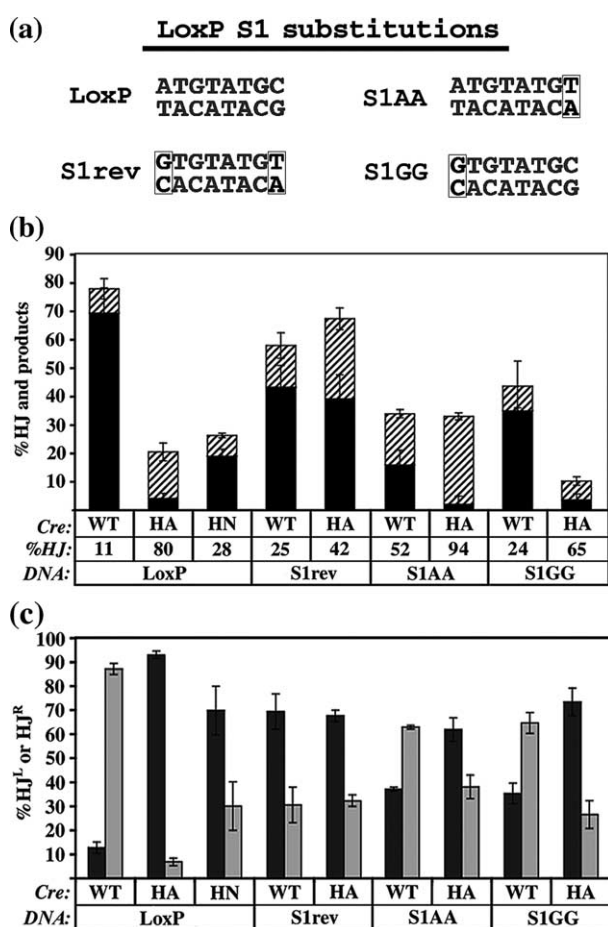 (a)
LoxP S1 substitutions
LoxP
ATGTATGC
TACATACG
S1AA
ATGTATGT
TACATACA
S1rev
GTGTATGT
CACATACA
S1GG
GTGTATGC
CACATACG
(b)
%HJ and products
90
80
70
60
50
40
30
20
10
Cre: WT HA HN WT HA WT HA WT HA
%HJ: 11 80 28 25 42 52 94 24 65
DNA: LoxP S1rev S1AA S1GG
(c)
%HJL or HJR
100
90
80
70
60
50
40
30
20
10
Cre: WT HA HN WT HA WT HA WT HA
DNA: LoxP S1rev S1AA S1GG